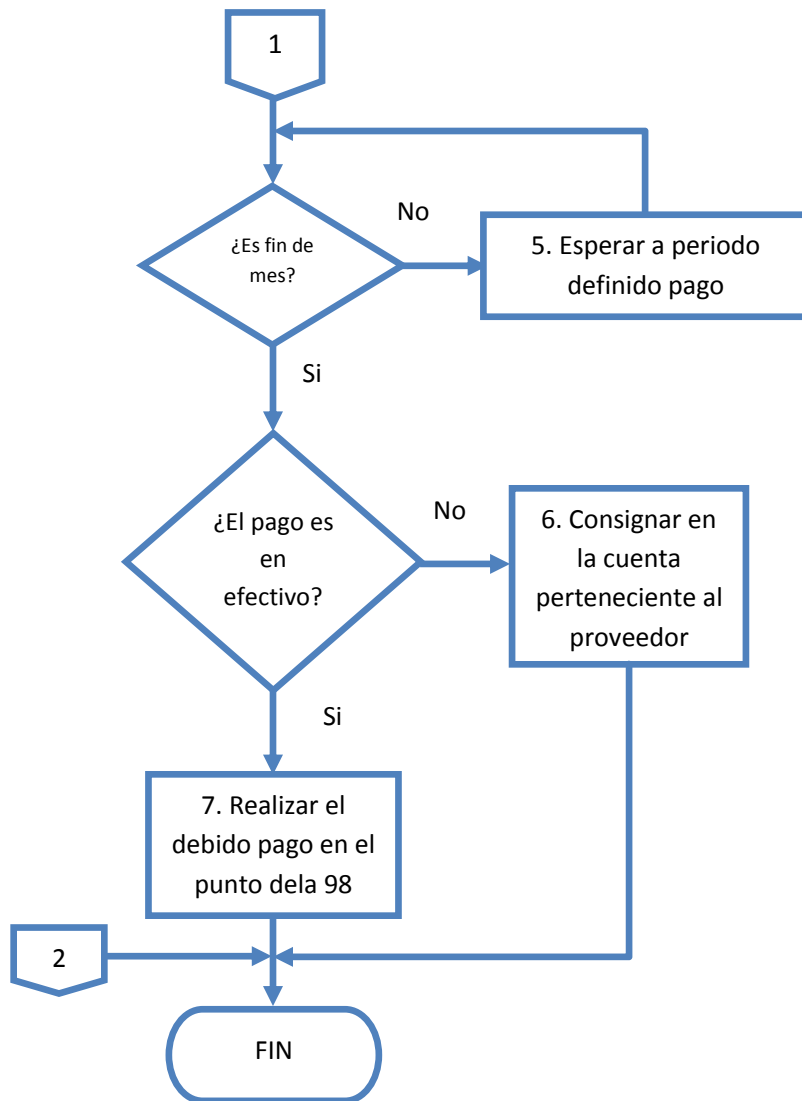 1
¿Es fin de
mes?
No
5. Esperar a periodo
definido pago
Si
¿El pago es
en
efectivo?
No
6. Consignar en
la cuenta
perteneciente al
proveedor
Si
7. Realizar el
debido pago en el
punto dela 98
2
FIN